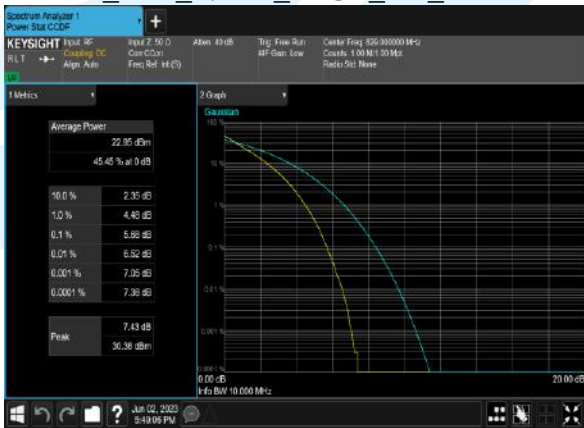 Spectrum Analyzer 1
Power Stat CCDF
+
KEYSIGHT
RLT
Input: RF
Coupling: DC
Align: Auto
Input Z: 50 Ω
Corr CCorr
Freq Ref: Int (S)
Atten: 40 dB
Trig: Free Run
#IF Gain: Low
Center Freq: 829.000000 MHz
Counts: 1.00 M/1.00 Mpt
Radio Std: None
1 Metrics
Average Power
22.95 dBm
45.45 % at 0 dB
10.0 % 2.35 dB
1.0 % 4.48 dB
0.1 % 5.68 dB
0.01 % 6.52 dB
0.001 % 7.05 dB
0.0001 % 7.38 dB
Peak
7.43 dB
30.38 dBm
2 Graph
Gaussian
100 %
10 %
1 %
0.1 %
0.01 %
0.001 %
0.0001 %
0.00 dB
20.00 dB
Info BW 10.000 MHz
?
Jun 02, 2023
5:49:06 PM